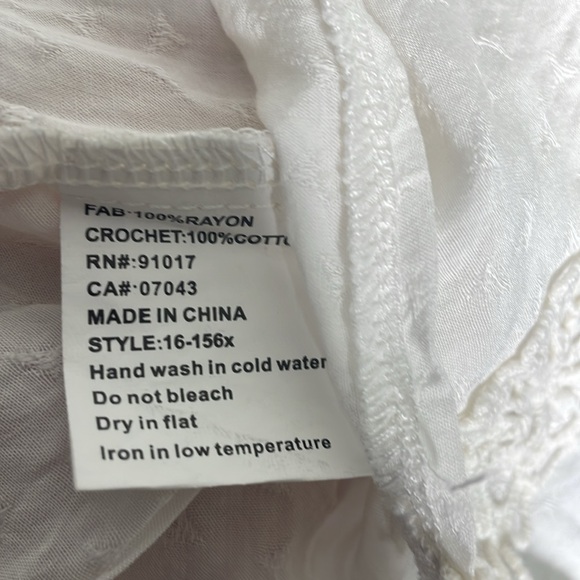 FAB:100%RAYON
CROCHET:100%COTT
RN#:91017
CA#:07043
MADE IN CHINA
STYLE:16-156x
Hand wash in cold water
Do not bleach
Dry in flat
Iron in low temperature